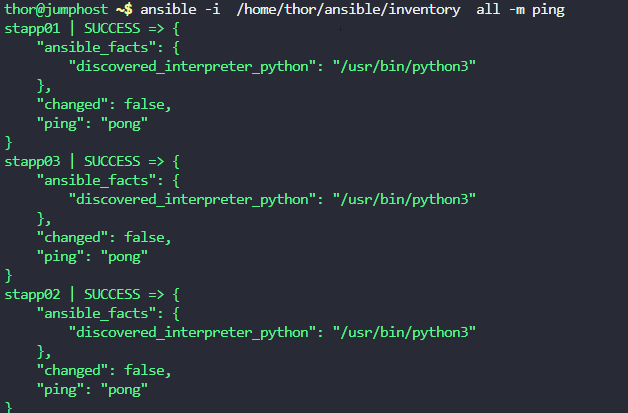 thor@jumphost ~$ ansible -i  /home/thor/ansible/inventory  all -m ping
stapp01 | SUCCESS => {
    "ansible_facts": {
        "discovered_interpreter_python": "/usr/bin/python3"
    },
    "changed": false,
    "ping": "pong"
}
stapp03 | SUCCESS => {
    "ansible_facts": {
        "discovered_interpreter_python": "/usr/bin/python3"
    },
    "changed": false,
    "ping": "pong"
}
stapp02 | SUCCESS => {
    "ansible_facts": {
        "discovered_interpreter_python": "/usr/bin/python3"
    },
    "changed": false,
    "ping": "pong"
}